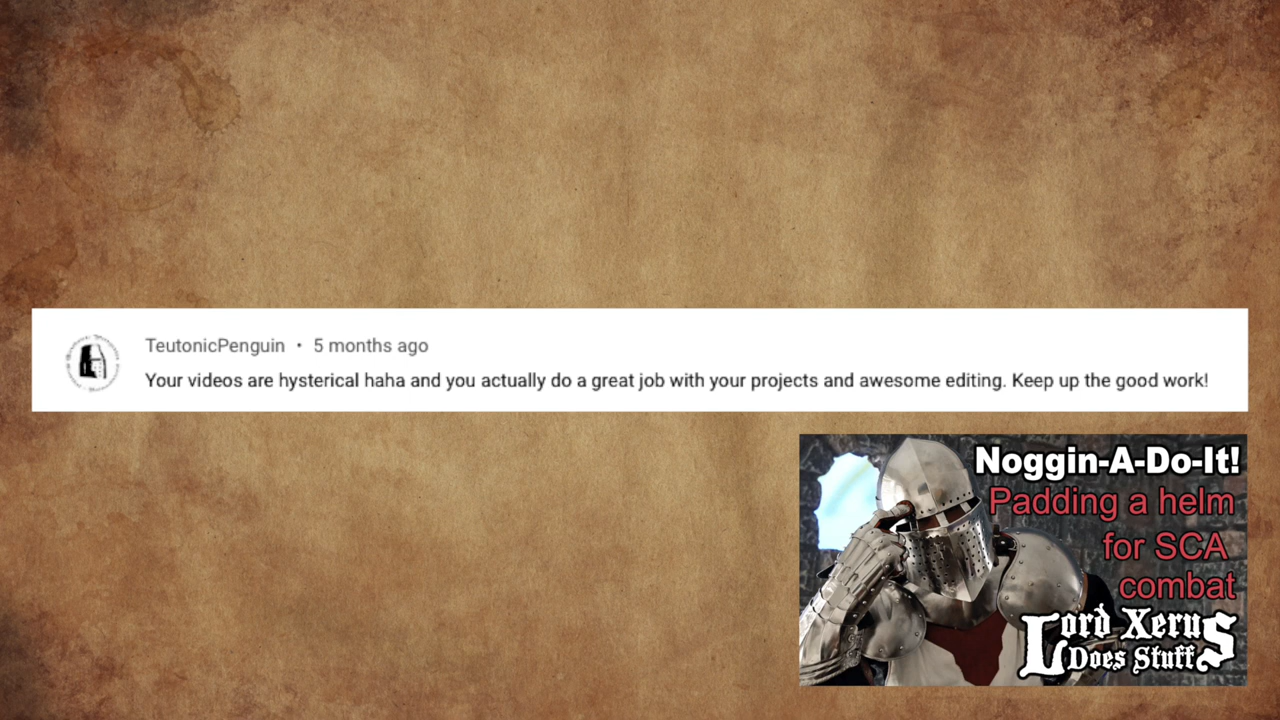 TeutonicPenguin • 5 months ago
Your videos are hysterical haha and you actually do a great job with your projects and awesome editing. Keep up the good work!
Noggin-A-Do-It!
Padding a helm
for SCA
combat
Lord Xerus
Does Stuff